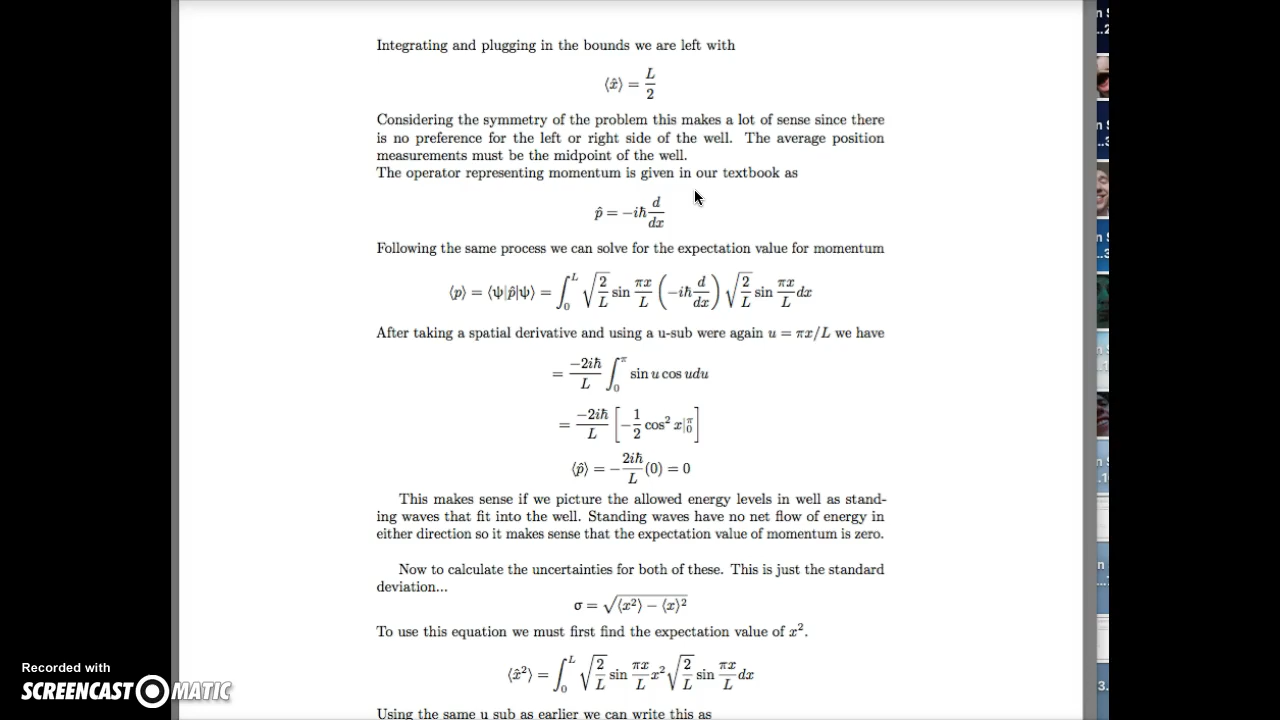 Integrating and plugging in the bounds we are left with
⟨x̂⟩ = L/2
Considering the symmetry of the problem this makes a lot of sense since there
is no preference for the left or right side of the well. The average position
measurements must be the midpoint of the well.
The operator representing momentum is given in our textbook as
p̂ = −iħ d/dx
Following the same process we can solve for the expectation value for momentum
⟨p⟩ = ⟨ψ|p̂|ψ⟩ = ∫₀ᴸ √(2/L) sin πx/L (−iħ d/dx) √(2/L) sin πx/L dx
After taking a spatial derivative and using a u-sub were again u = πx/L we have
= −2iħ/L ∫₀^π sin u cos udu
= −2iħ/L [−1/2 cos² x|₀^π]
⟨p̂⟩ = − 2iħ/L (0) = 0
This makes sense if we picture the allowed energy levels in well as stand-
ing waves that fit into the well. Standing waves have no net flow of energy in
either direction so it makes sense that the expectation value of momentum is zero.
Now to calculate the uncertainties for both of these. This is just the standard
deviation...
σ = √(⟨x²⟩ − ⟨x⟩²)
To use this equation we must first find the expectation value of x².
⟨x̂²⟩ = ∫₀ᴸ √(2/L) sin πx/L x² √(2/L) sin πx/L dx
Using the same u sub as earlier we can write this as
Recorded with
SCREENCAST MATIC